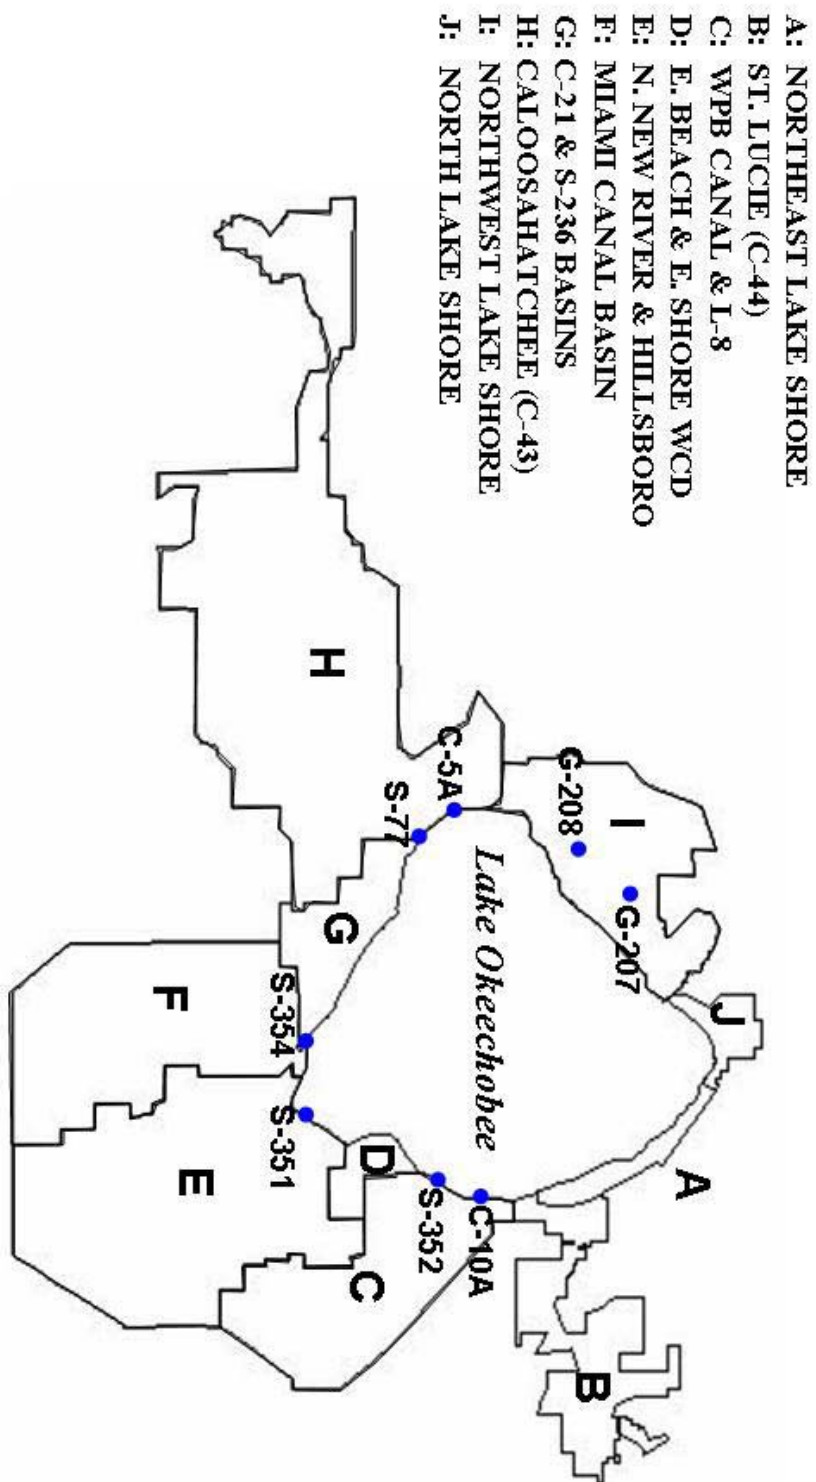 A: NORTHEAST LAKE SHORE
B: ST. LUCIE (C-44)
C: WPB CANAL & L-8
D: E. BEACH & E. SHORE WCD
E: N. NEW RIVER & HILLSBORO
F: MIAMI CANAL BASIN
G: C-21 & S-236 BASINS
H: CALOOSAHATCHEE (C-43)
I: NORTHWEST LAKE SHORE
J: NORTH LAKE SHORE
J
A
I
G-207
G-208
B
C-5A
Lake Okeechobee
C-10A
S-77
S-352
H
G
D
C
S-354
S-351
F
E